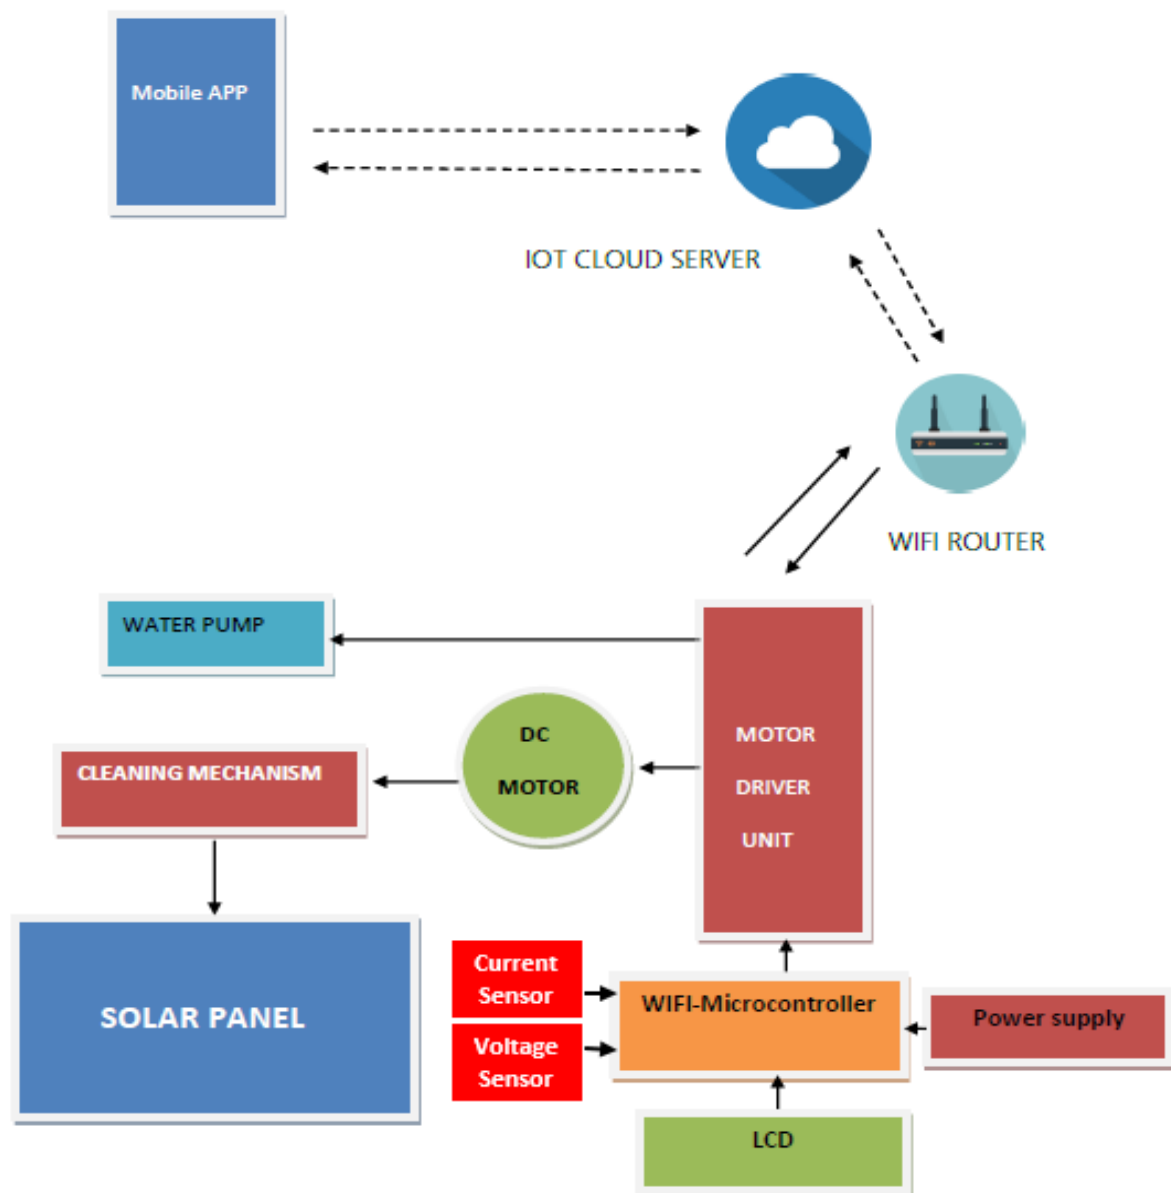 Mobile APP
IOT CLOUD SERVER
WIFI ROUTER
WATER PUMP
DC
MOTOR
MOTOR
DRIVER
UNIT
CLEANING MECHANISM
SOLAR PANEL
Current
Sensor
Voltage
Sensor
WIFI-Microcontroller
Power supply
LCD